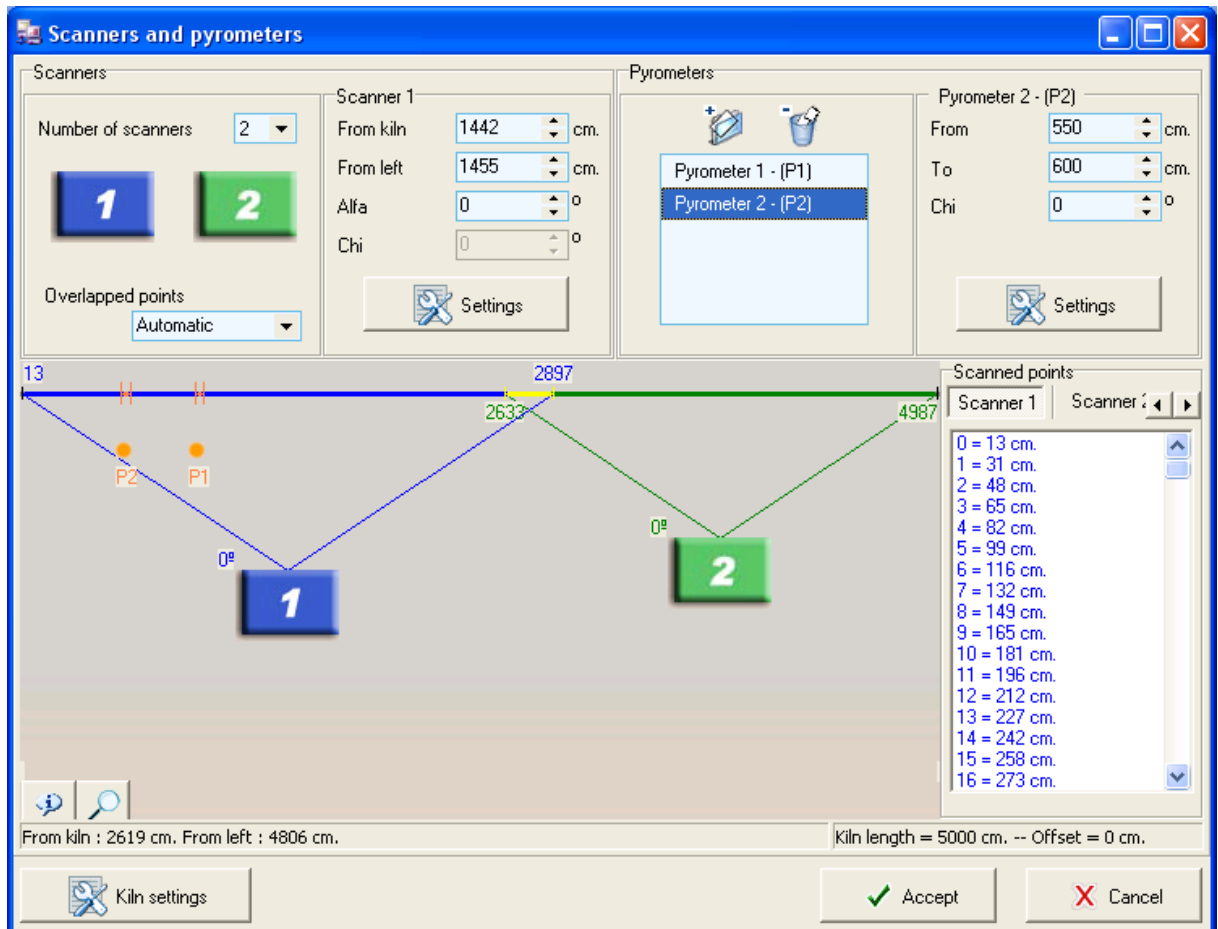 Scanners and pyrometers
Scanners
Number of scanners 2
1 2
Overlapped points
Automatic
Scanner 1
From kiln 1442 cm.
From left 1455 cm.
Alfa 0 º
Chi 0 º
Settings
Pyrometers
Pyrometer 1 - (P1)
Pyrometer 2 - (P2)
Pyrometer 2 - (P2)
From 550 cm.
To 600 cm.
Chi 0 º
Settings
13 2897
2633 4987
P2 P1
0º
0º
2
1
Scanned points
Scanner 1 Scanner
0 = 13 cm.
1 = 31 cm.
2 = 48 cm.
3 = 65 cm.
4 = 82 cm.
5 = 99 cm.
6 = 116 cm.
7 = 132 cm.
8 = 149 cm.
9 = 165 cm.
10 = 181 cm.
11 = 196 cm.
12 = 212 cm.
13 = 227 cm.
14 = 242 cm.
15 = 258 cm.
16 = 273 cm.
From kiln : 2619 cm. From left : 4806 cm.
Kiln length = 5000 cm. -- Offset = 0 cm.
Kiln settings
Accept
Cancel